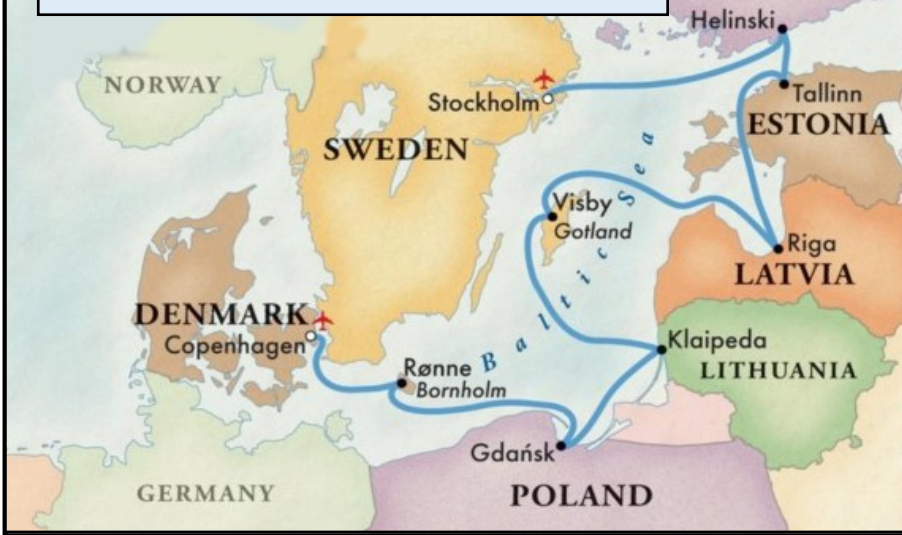 Helinski
NORWAY
Stockholm
Tallinn
ESTONIA
SWEDEN
Baltic Sea
Visby
Gotland
Riga
LATVIA
DENMARK
Copenhagen
Klaipeda
Rønne
Bornholm
LITHUANIA
Gdańsk
GERMANY
POLAND